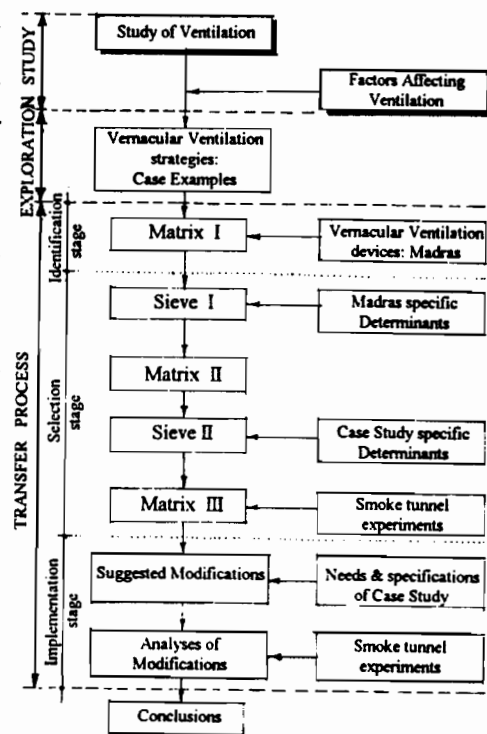 Study of Ventilation
Factors Affecting
Ventilation
Vernacular Ventilation
strategies:
Case Examples
Matrix I
Vernacular Ventilation
devices: Madras
Sieve I
Madras specific
Determinants
Matrix II
Sieve II
Case Study specific
Determinants
Matrix III
Smoke tunnel
experiments
Suggested Modifications
Needs & specifications
of Case Study
Analyses of
Modifications
Smoke tunnel
experiments
Conclusions
STUDY
EXPLORATION
TRANSFER PROCESS
Identification
stage
Selection
stage
Implementation
stage